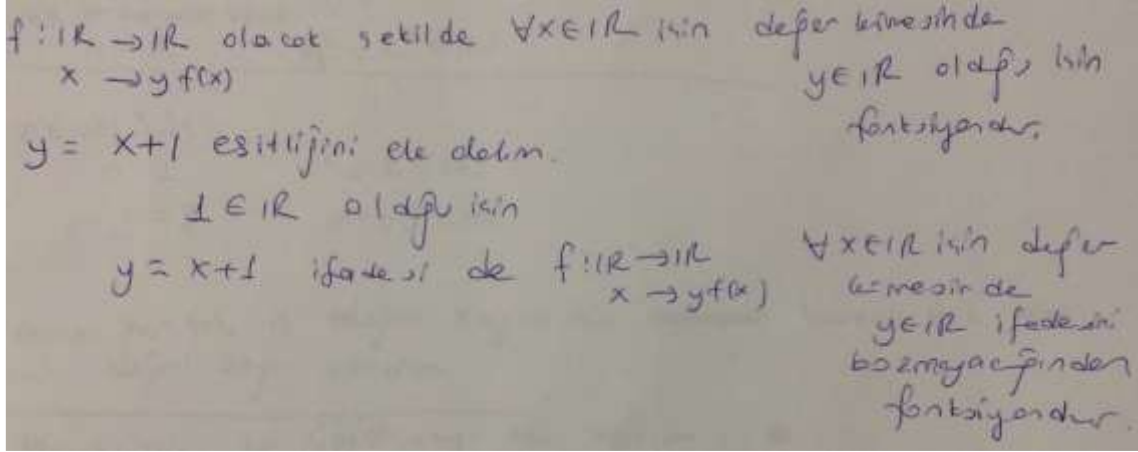 f : IR → IR olacak şekilde ∀x∈IR için değer kümesinde
x → y f(x)
y∈IR olduğu için
fonksiyondur.
y = x+1 eşitliğini ele alalım.
1 ∈ IR olduğu için
y = x+1 ifadesi de f : IR → IR
x → y f(x)
∀x∈IR için değer
kümesinde
y∈IR ifadesini
bozmayacağından
fonksiyondur.